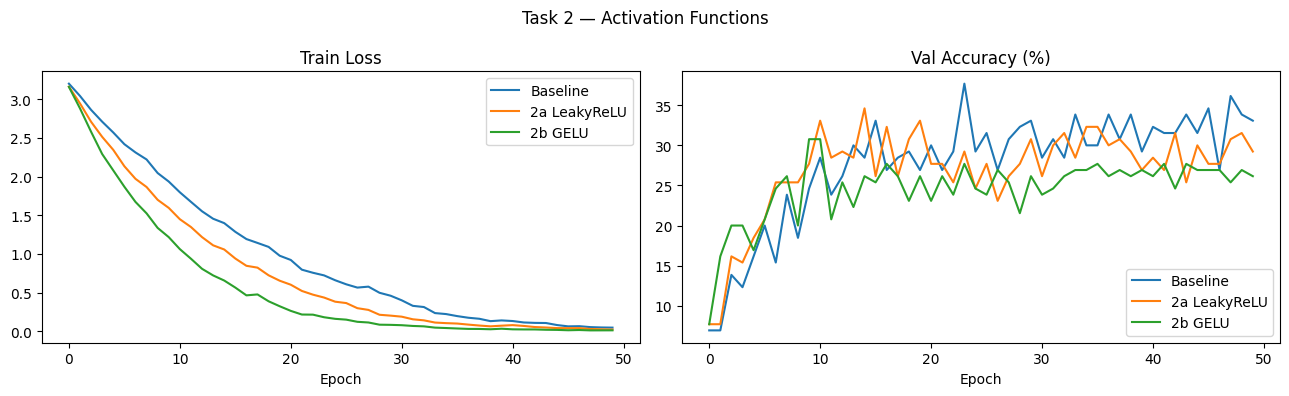 Task 2 — Activation Functions
Train Loss
3.0
2.5
2.0
1.5
1.0
0.5
0.0
0 10 20 30 40 50
Epoch
Baseline
2a LeakyReLU
2b GELU
Val Accuracy (%)
35
30
25
20
15
10
0 10 20 30 40 50
Epoch
Baseline
2a LeakyReLU
2b GELU